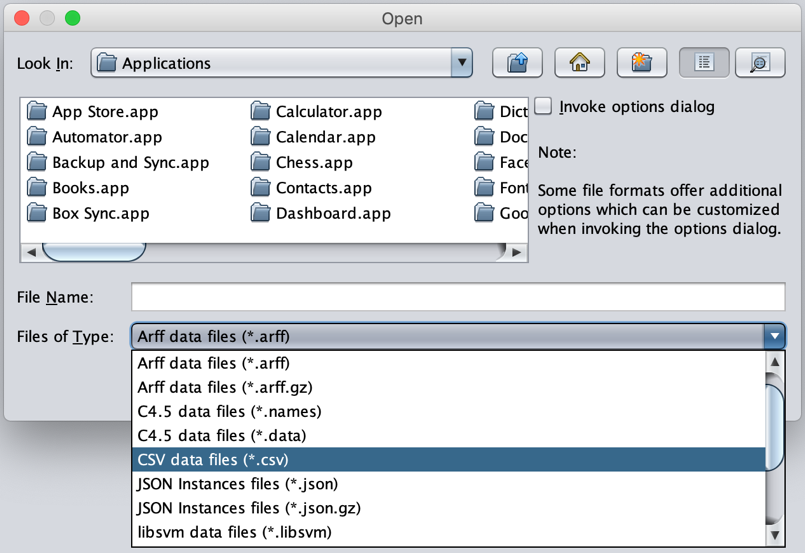 Open
Look In: Applications
App Store.app
Automator.app
Backup and Sync.app
Books.app
Box Sync.app
Calculator.app
Calendar.app
Chess.app
Contacts.app
Dashboard.app
Dict
Doc
Face
Font
Goo
Invoke options dialog
Note:
Some file formats offer additional
options which can be customized
when invoking the options dialog.
File Name:
Files of Type: Arff data files (*.arff)
Arff data files (*.arff)
Arff data files (*.arff.gz)
C4.5 data files (*.names)
C4.5 data files (*.data)
CSV data files (*.csv)
JSON Instances files (*.json)
JSON Instances files (*.json.gz)
libsvm data files (*.libsvm)